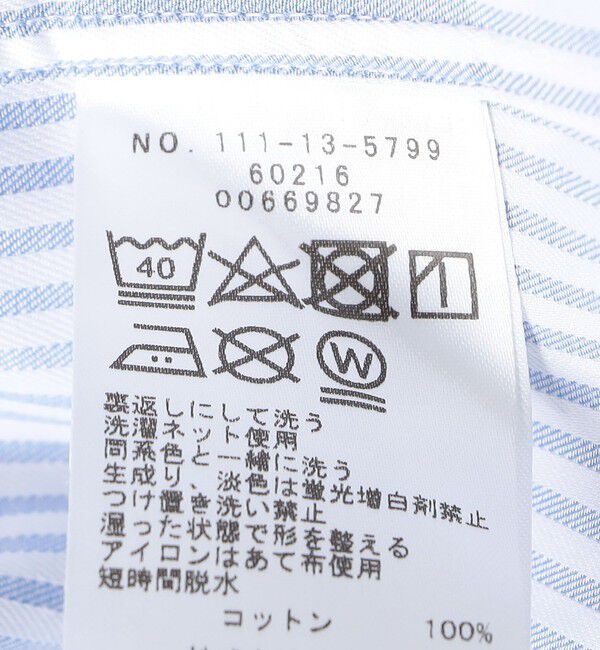 NO. 111-13-5799
60216
00669827
40
W
裏返しにして洗う
洗濯ネット使用
同系色と一緒に洗う
生成り、淡色は蛍光増白剤禁止
つけ置き洗い禁止
湿った状態で形を整える
アイロンはあて布使用
短時間脱水
コットン 100%